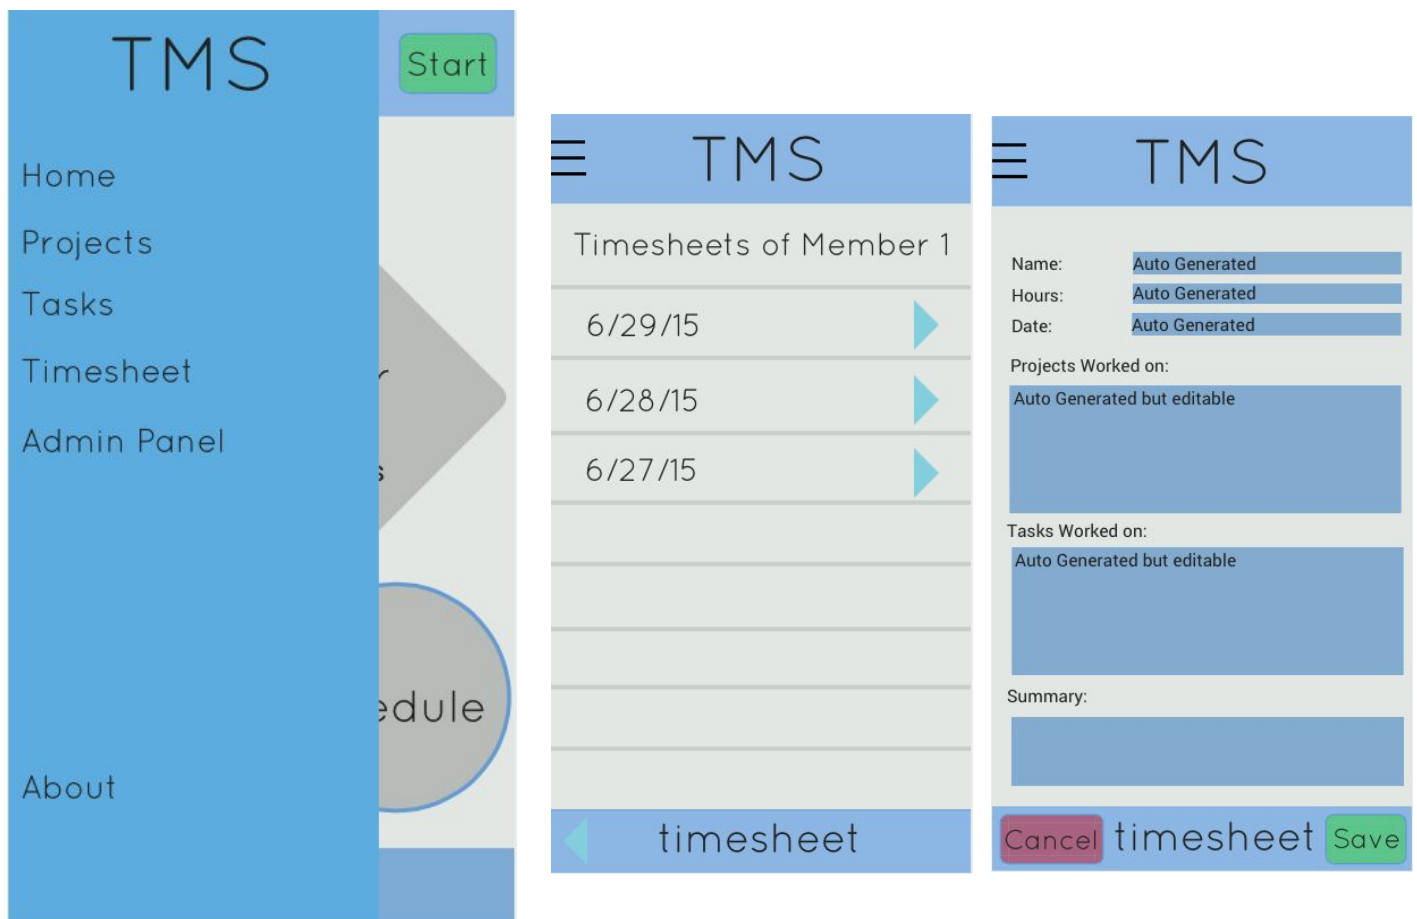 TMS
Start
Home
Projects
Tasks
Timesheet
Admin Panel
edule
About
TMS
Timesheets of Member 1
6/29/15
6/28/15
6/27/15
timesheet
TMS
Name: Auto Generated
Hours: Auto Generated
Date: Auto Generated
Projects Worked on:
Auto Generated but editable
Tasks Worked on:
Auto Generated but editable
Summary:
Cancel timesheet Save